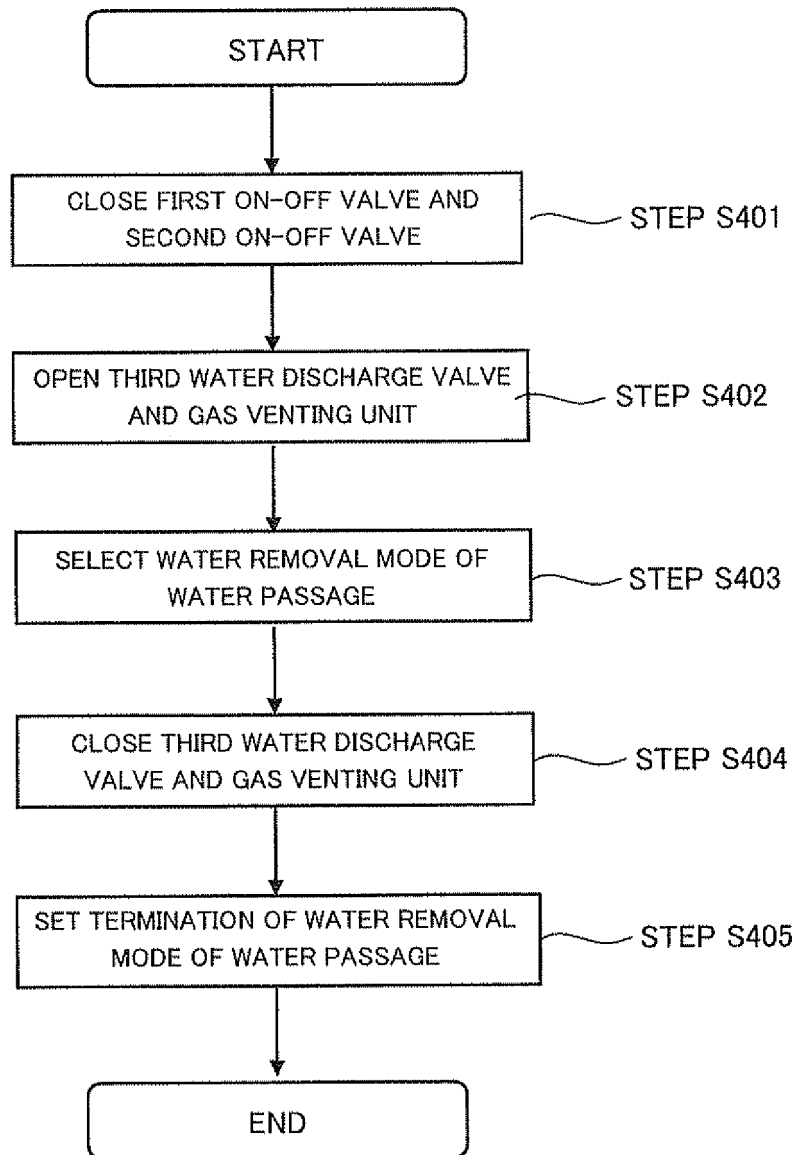 START
CLOSE FIRST ON-OFF VALVE AND
SECOND ON-OFF VALVE
STEP S401
OPEN THIRD WATER DISCHARGE VALVE
AND GAS VENTING UNIT
STEP S402
SELECT WATER REMOVAL MODE OF
WATER PASSAGE
STEP S403
CLOSE THIRD WATER DISCHARGE
VALVE AND GAS VENTING UNIT
STEP S404
SET TERMINATION OF WATER REMOVAL
MODE OF WATER PASSAGE
STEP S405
END